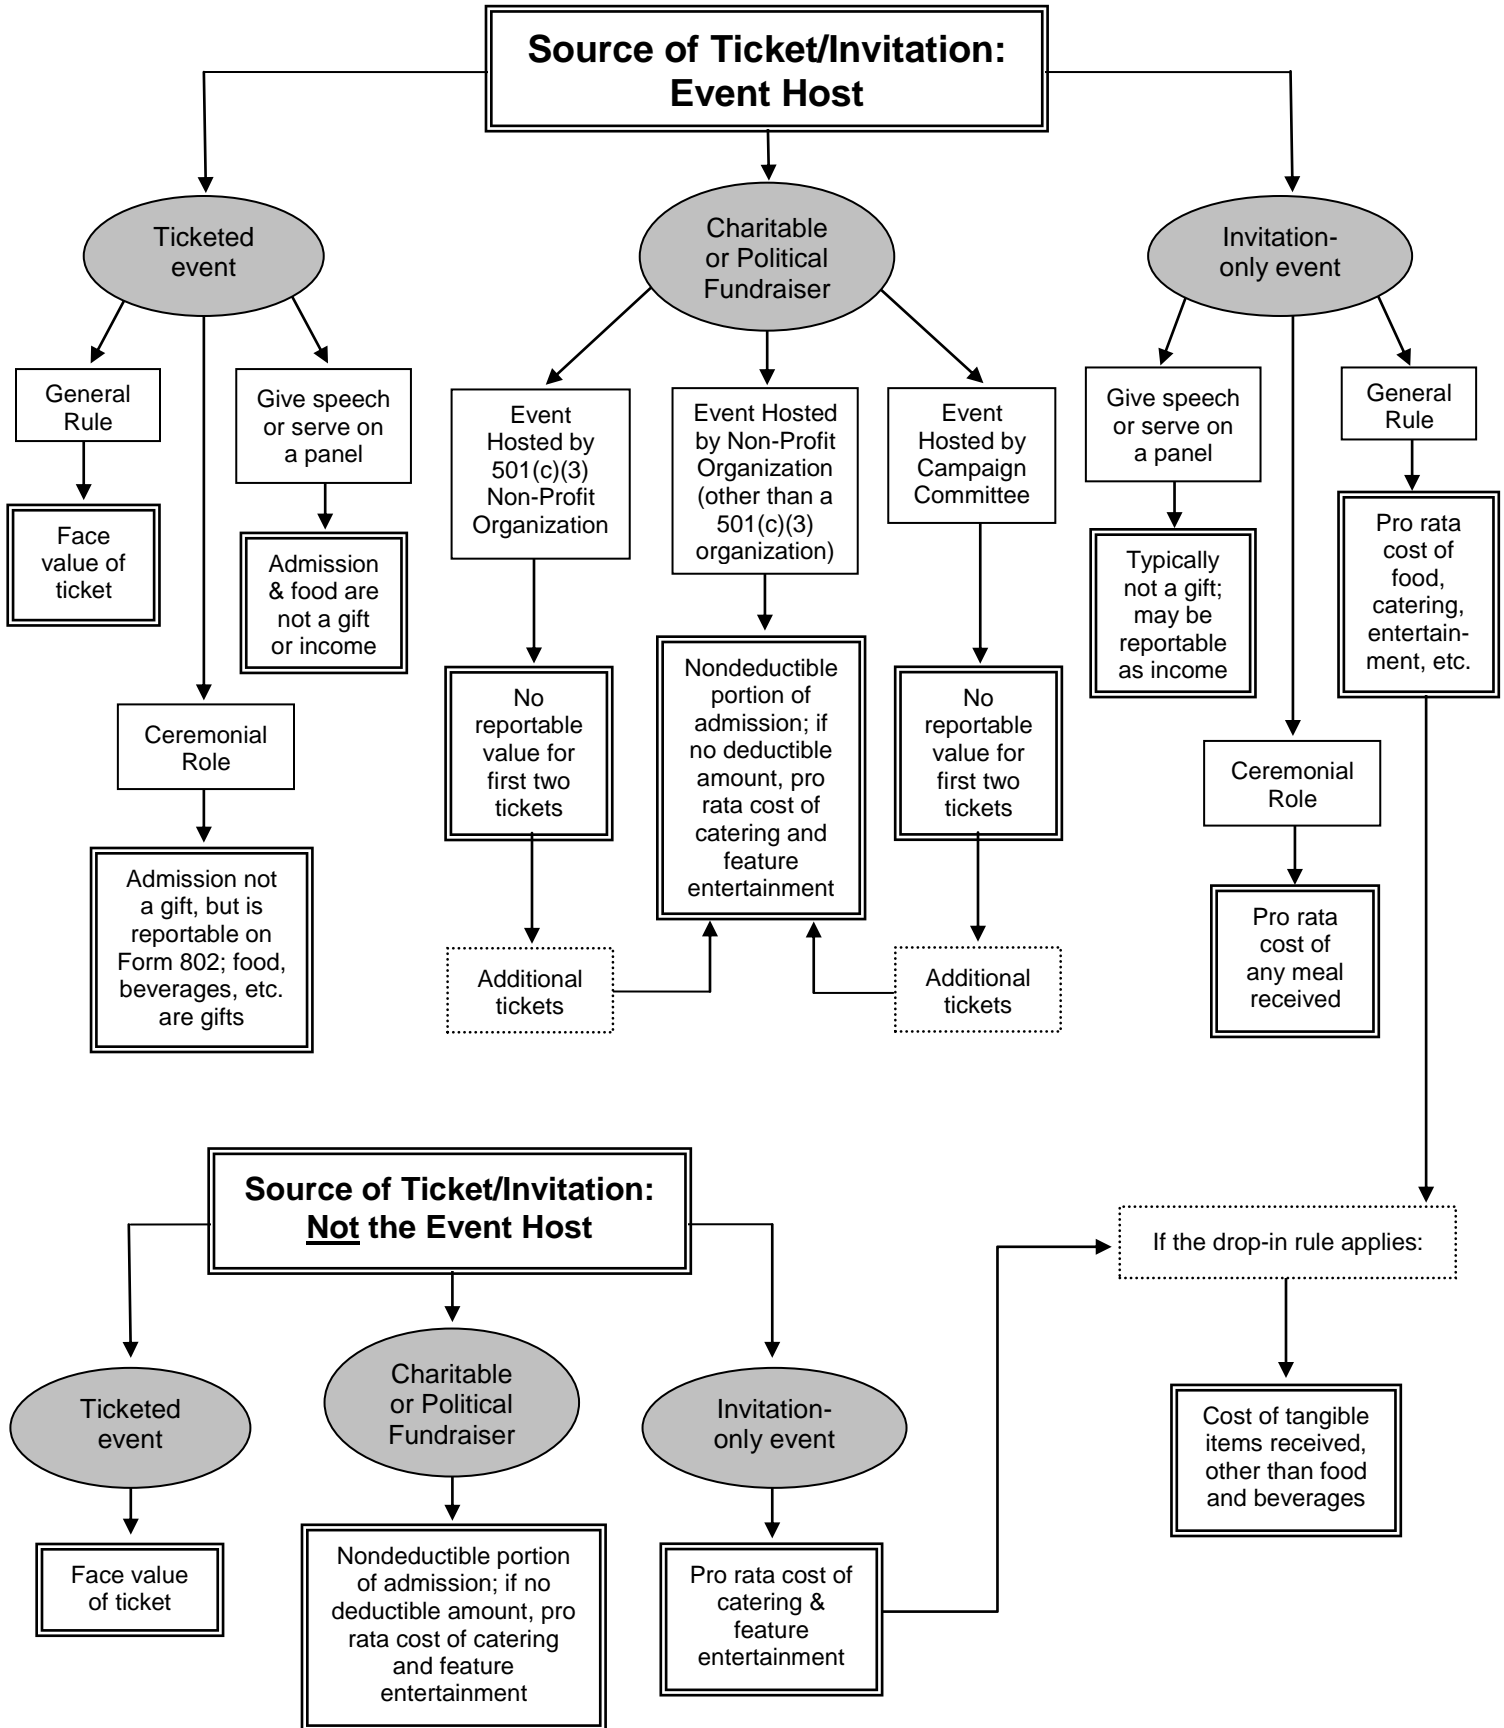 Source of Ticket/Invitation:
Event Host
Ticketed
event
Charitable
or Political
Fundraiser
Invitation-
only event
General
Rule
Face
value of
ticket
Give speech
or serve on
a panel
Admission
& food are
not a gift
or income
Ceremonial
Role
Admission not
a gift, but is
reportable on
Form 802; food,
beverages, etc.
are gifts
Event
Hosted by
501(c)(3)
Non-Profit
Organization
No
reportable
value for
first two
tickets
Additional
tickets
Event Hosted
by Non-Profit
Organization
(other than a
501(c)(3)
organization)
Nondeductible
portion of
admission; if
no deductible
amount, pro
rata cost of
catering and
feature
entertainment
Event
Hosted by
Campaign
Committee
No
reportable
value for
first two
tickets
Additional
tickets
Give speech
or serve on
a panel
Typically
not a gift;
may be
reportable
as income
Ceremonial
Role
Pro rata
cost of
any meal
received
General
Rule
Pro rata
cost of
food,
catering,
entertain-
ment, etc.
Source of Ticket/Invitation:
Not the Event Host
Ticketed
event
Face value
of ticket
Charitable
or Political
Fundraiser
Nondeductible portion
of admission; if no
deductible amount, pro
rata cost of catering
and feature
entertainment
Invitation-
only event
Pro rata cost of
catering &
feature
entertainment
If the drop-in rule applies:
Cost of tangible
items received,
other than food
and beverages